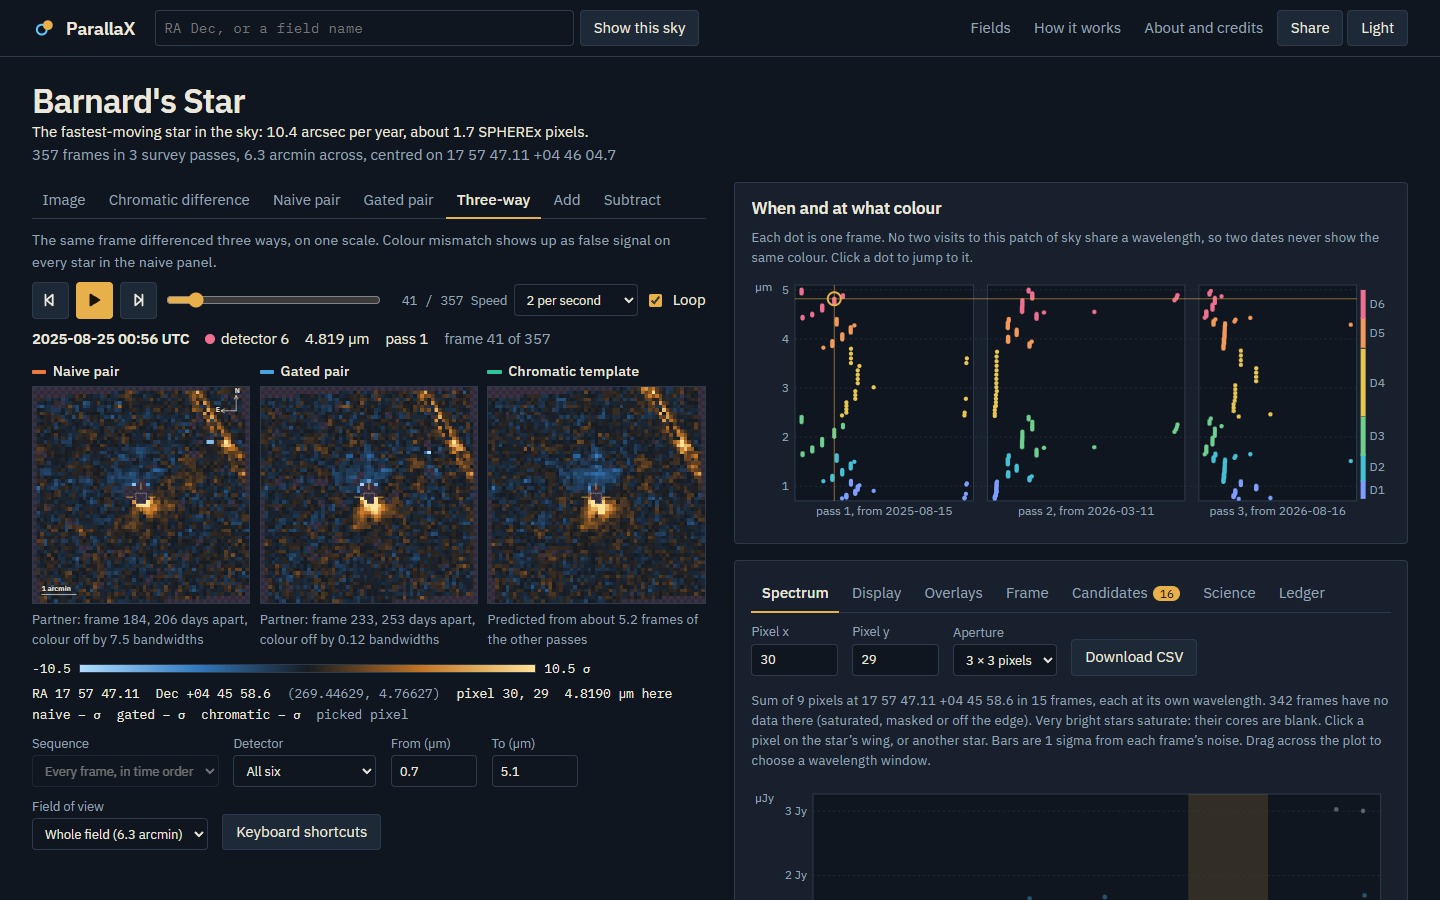 ParallaX
RA Dec, or a field name
Show this sky
Fields
How it works
About and credits
Share
Light
Barnard's Star
The fastest-moving star in the sky: 10.4 arcsec per year, about 1.7 SPHEREx pixels.
357 frames in 3 survey passes, 6.3 arcmin across, centred on 17 57 47.11 +04 46 04.7
Image
Chromatic difference
Naive pair
Gated pair
Three-way
Add
Subtract
The same frame differenced three ways, on one scale. Colour mismatch shows up as false signal on
every star in the naive panel.
41 / 357
Speed
2 per second
Loop
2025-08-25 00:56 UTC
detector 6
4.819 µm
pass 1
frame 41 of 357
Naive pair
Gated pair
Chromatic template
N
E
1 arcmin
Partner: frame 184, 206 days apart,
colour off by 7.5 bandwidths
Partner: frame 233, 253 days apart,
colour off by 0.12 bandwidths
Predicted from about 5.2 frames of
the other passes
-10.5
10.5 σ
RA 17 57 47.11 Dec +04 45 58.6 (269.44629, 4.76627) pixel 30, 29 4.8190 µm here
naive – σ gated – σ chromatic – σ picked pixel
Sequence
Detector
From (µm)
To (µm)
Every frame, in time order
All six
0.7
5.1
Field of view
Whole field (6.3 arcmin)
Keyboard shortcuts
When and at what colour
Each dot is one frame. No two visits to this patch of sky share a wavelength, so two dates never show the
same colour. Click a dot to jump to it.
µm
5
4
3
2
1
D6
D5
D4
D3
D2
D1
pass 1, from 2025-08-15
pass 2, from 2026-03-11
pass 3, from 2026-08-16
Spectrum
Display
Overlays
Frame
Candidates 16
Science
Ledger
Pixel x
Pixel y
Aperture
30
29
3 × 3 pixels
Download CSV
Sum of 9 pixels at 17 57 47.11 +04 45 58.6 in 15 frames, each at its own wavelength. 342 frames have no
data there (saturated, masked or off the edge). Very bright stars saturate: their cores are blank. Click a
pixel on the star’s wing, or another star. Bars are 1 sigma from each frame’s noise. Drag across the plot to
choose a wavelength window.
µJy
3 Jy
2 Jy